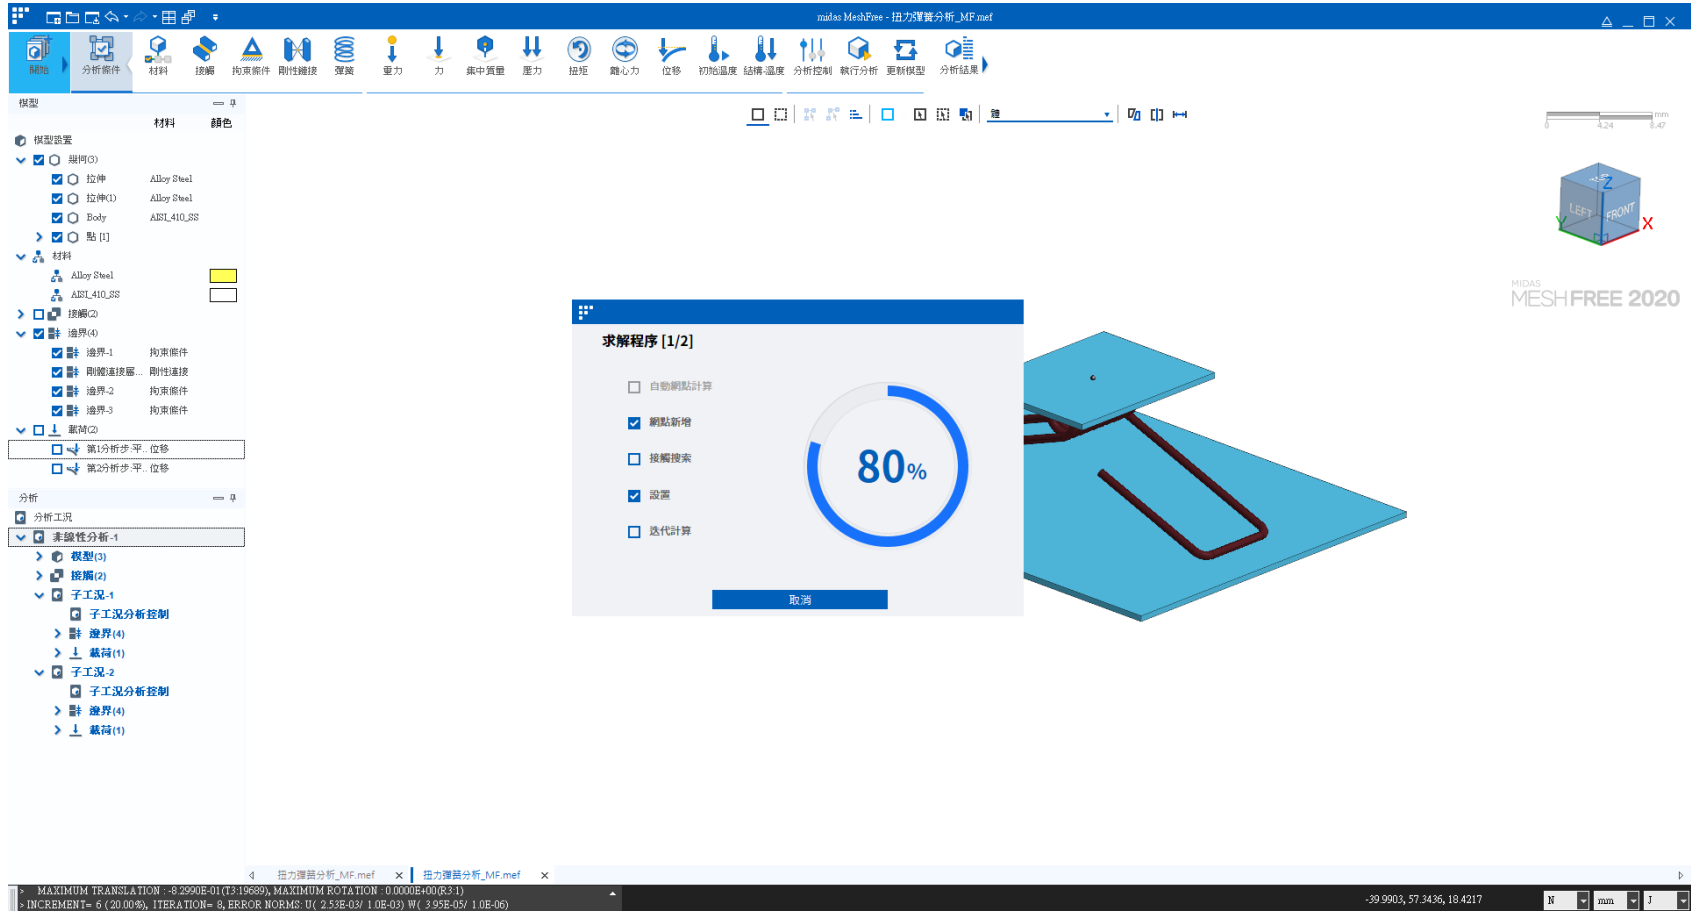 midas MeshFree - 扭力彈簧分析_MF.mef
開始 分析條件 材料 接觸 拘束條件 剛性鏈接 彈簧 重力 力 集中質量 壓力 扭矩 離心力 位移 初始溫度 結構-溫度 分析控制 執行分析 更新模型 分析結果
模型
材料 顏色
模型設置
幾何(3)
拉伸 Alloy Steel
拉伸(1) Alloy Steel
Body AISI_410_SS
點 [1]
材料
Alloy Steel
AISI_410_SS
接觸(2)
邊界(4)
邊界-1 拘束條件
剛體連接層... 剛性連接
邊界-2 拘束條件
邊界-3 拘束條件
載荷(2)
第1分析步:平.. 位移
第2分析步:平.. 位移
分析
分析工況
非線性分析-1
模型(3)
接觸(2)
子工況-1
子工況分析控制
邊界(4)
載荷(1)
子工況-2
子工況分析控制
邊界(4)
載荷(1)
體
mm
0 4.24 8.47
TOP
LEFT FRONT
Z
Y X
MIDAS
MESHFREE 2020
求解程序 [1/2]
自動網點計算
網點新增
接觸搜索
設置
迭代計算
80%
取消
扭力彈簧分析_MF.mef × 扭力彈簧分析_MF.mef ×
> MAXIMUM TRANSLATION : -8.2990E-01(T3:19689), MAXIMUM ROTATION : 0.0000E+00(R3:1)
> INCREMENT= 6 (20.00%), ITERATION= 8, ERROR NORMS: U( 2.53E-03/ 1.0E-03) W( 3.95E-05/ 1.0E-06)
-39.9903, 57.3436, 18.4217
N mm J